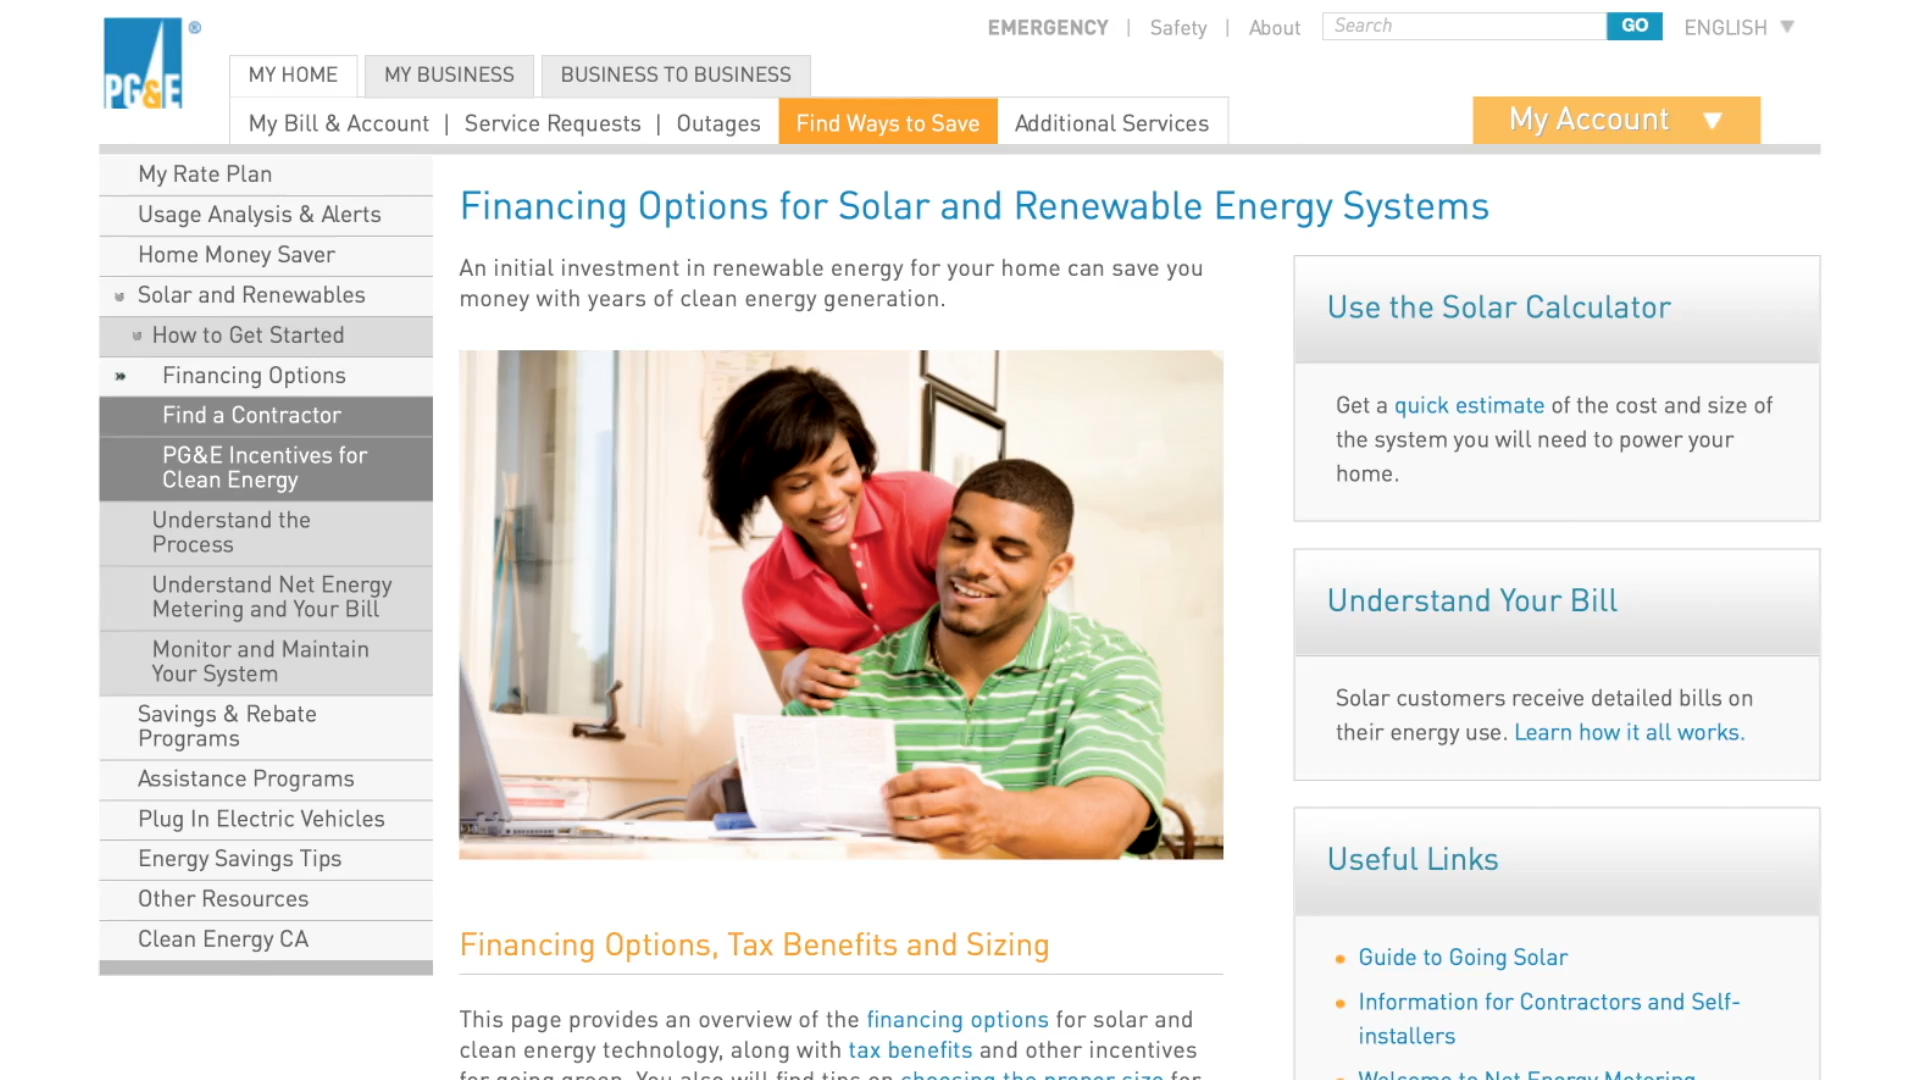 EMERGENCY | Safety | About Search GO ENGLISH
PG&E ®
MY HOME MY BUSINESS BUSINESS TO BUSINESS
My Bill & Account | Service Requests | Outages Find Ways to Save Additional Services
My Account
My Rate Plan
Usage Analysis & Alerts
Home Money Saver
Solar and Renewables
How to Get Started
Financing Options
Find a Contractor
PG&E Incentives for
Clean Energy
Understand the
Process
Understand Net Energy
Metering and Your Bill
Monitor and Maintain
Your System
Savings & Rebate
Programs
Assistance Programs
Plug In Electric Vehicles
Energy Savings Tips
Other Resources
Clean Energy CA
Financing Options for Solar and Renewable Energy Systems
An initial investment in renewable energy for your home can save you
money with years of clean energy generation.
Financing Options, Tax Benefits and Sizing
This page provides an overview of the financing options for solar and
clean energy technology, along with tax benefits and other incentives
for going green. You also will find tips on choosing the proper size for
Use the Solar Calculator
Get a quick estimate of the cost and size of
the system you will need to power your
home.
Understand Your Bill
Solar customers receive detailed bills on
their energy use. Learn how it all works.
Useful Links
Guide to Going Solar
Information for Contractors and Self-
installers
Welcome to Net Energy Metering